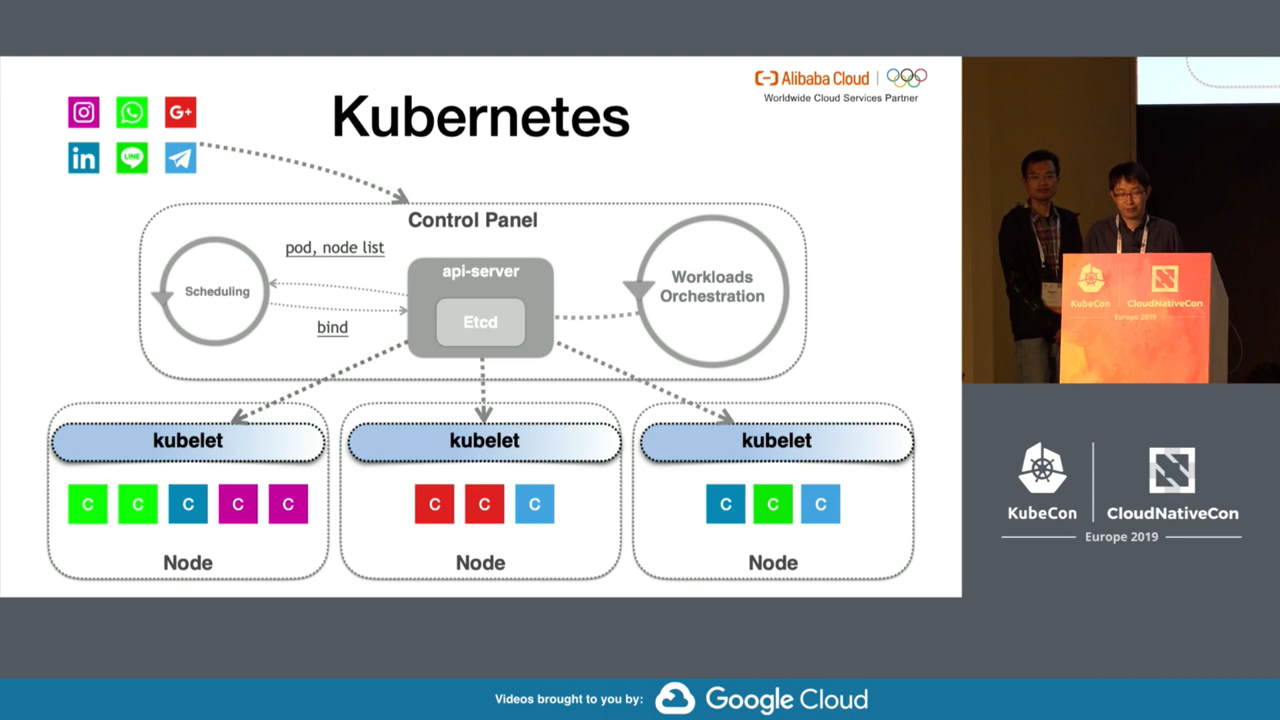 Alibaba Cloud
Worldwide Cloud Services Partner
Kubernetes
G+
in
LINE
Control Panel
pod, node list
Scheduling
bind
api-server
Etcd
Workloads
Orchestration
kubelet
kubelet
kubelet
C C C C C
C C C
C C C
Node
Node
Node
KubeCon
CloudNativeCon
Europe 2019
KubeCon
CloudNativeCon
Europe 2019
Videos brought to you by:
Google Cloud